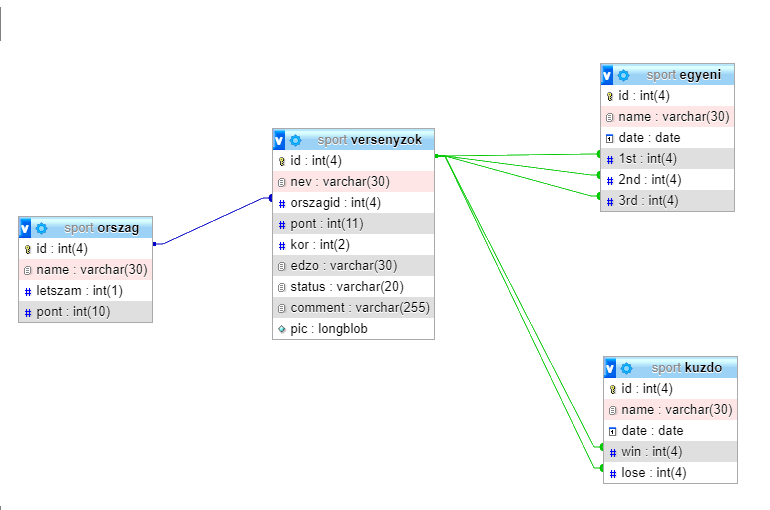 sport orszag
id : int(4)
name : varchar(30)
letszam : int(1)
pont : int(10)
sport versenyzok
id : int(4)
nev : varchar(30)
orszagid : int(4)
pont : int(11)
kor : int(2)
edzo : varchar(30)
status : varchar(20)
comment : varchar(255)
pic : longblob
sport egyeni
id : int(4)
name : varchar(30)
date : date
1st : int(4)
2nd : int(4)
3rd : int(4)
sport kuzdo
id : int(4)
name : varchar(30)
date : date
win : int(4)
lose : int(4)